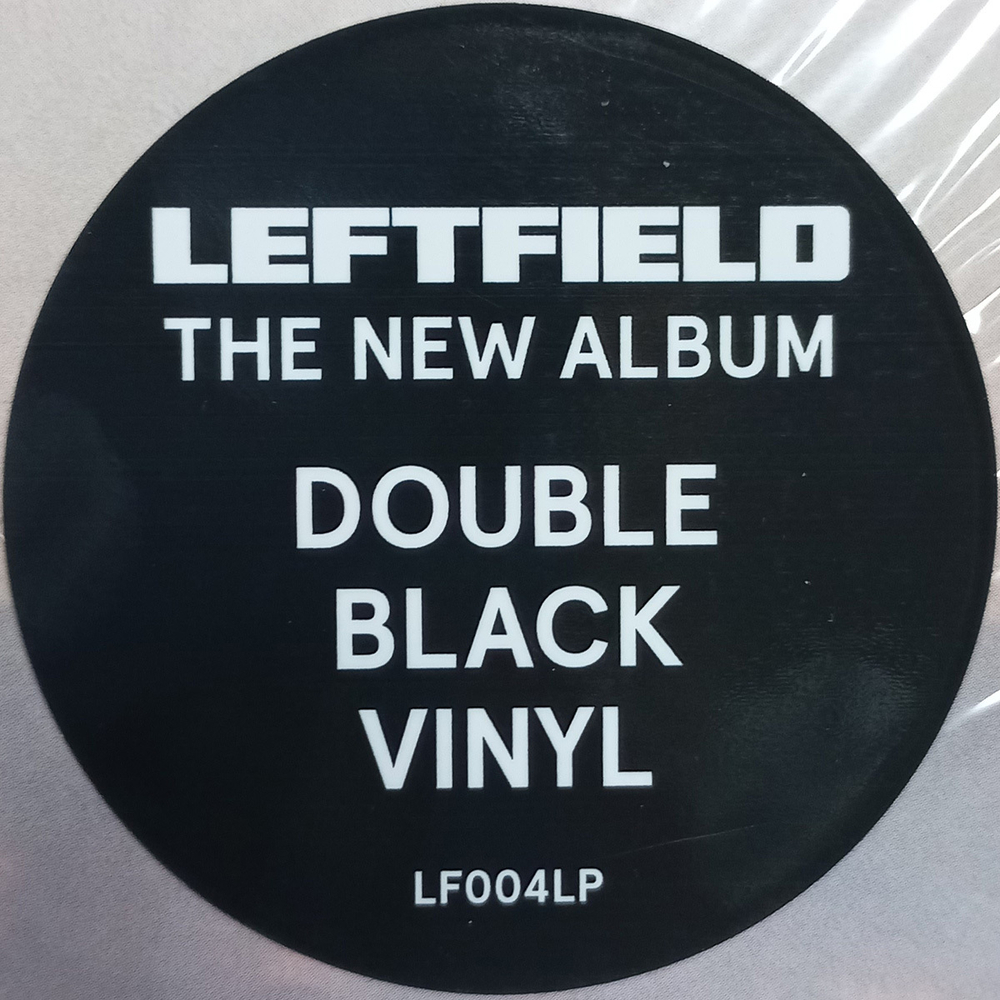 LEFTFIELD
THE NEW ALBUM
DOUBLE
BLACK
VINYL
LF004LP